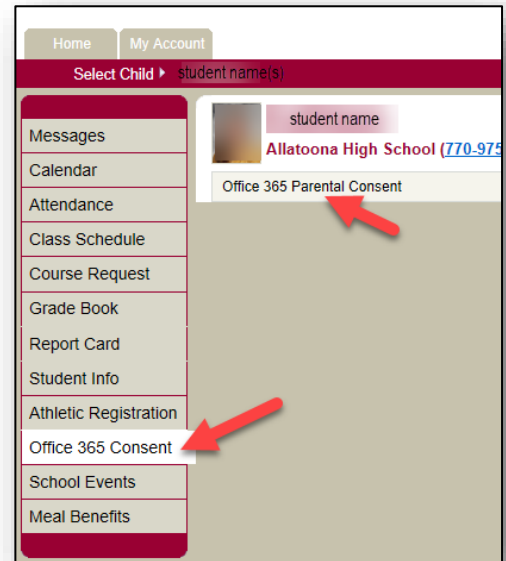 Home
My Account
Select Child student name(s)
student name
Allatoona High School (770-975
Office 365 Parental Consent
Messages
Calendar
Attendance
Class Schedule
Course Request
Grade Book
Report Card
Student Info
Athletic Registration
Office 365 Consent
School Events
Meal Benefits